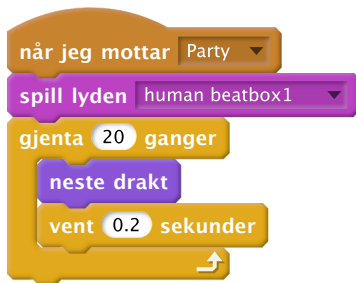 når jeg mottar Party
spill lyden human beatbox1
gjenta 20 ganger
neste drakt
vent 0.2 sekunder